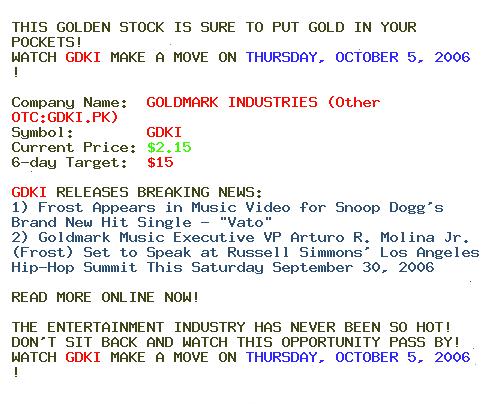 THIS GOLDEN STOCK IS SURE TO PUT GOLD IN YOUR
POCKETS!
WATCH GDKI MAKE A MOVE ON THURSDAY, OCTOBER 5, 2006
!
Company Name: GOLDMARK INDUSTRIES (Other
OTC:GDKI.PK)
Symbol: GDKI
Current Price: $2.15
6-day Target: $15
GDKI RELEASES BREAKING NEWS:
1) Frost Appears in Music Video for Snoop Dogg's
Brand New Hit Single - "Vato"
2) Goldmark Music Executive VP Arturo R. Molina Jr.
(Frost) Set to Speak at Russell Simmons' Los Angeles
Hip-Hop Summit This Saturday September 30, 2006
READ MORE ONLINE NOW!
THE ENTERTAINMENT INDUSTRY HAS NEVER BEEN SO HOT!
DON'T SIT BACK AND WATCH THIS OPPORTUNITY PASS BY!
WATCH GDKI MAKE A MOVE ON THURSDAY, OCTOBER 5, 2006
!